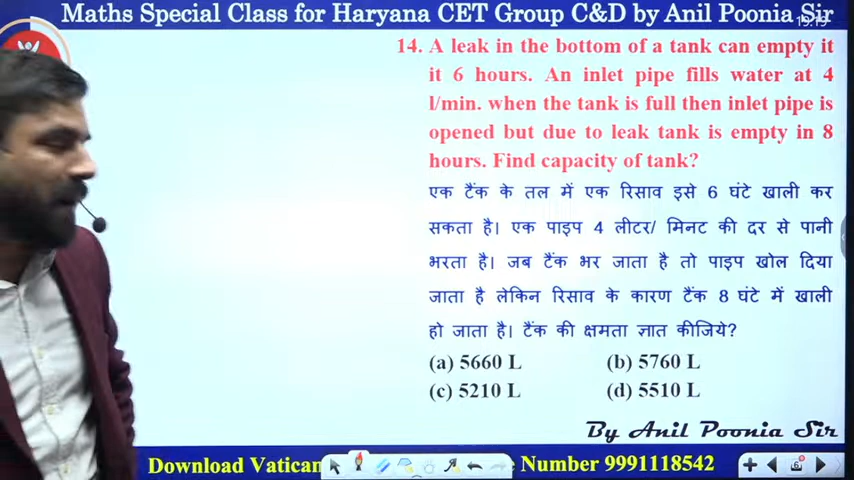 Maths Special Class for Haryana CET Group C&D by Anil Poonia Sir
19:19
14. A leak in the bottom of a tank can empty it
it 6 hours. An inlet pipe fills water at 4
l/min. when the tank is full then inlet pipe is
opened but due to leak tank is empty in 8
hours. Find capacity of tank?
एक टैंक के तल में एक रिसाव इसे 6 घंटे खाली कर
सकता है। एक पाइप 4 लीटर/ मिनट की दर से पानी
भरता है। जब टैंक भर जाता है तो पाइप खोल दिया
जाता है लेकिन रिसाव के कारण टैंक 8 घंटे में खाली
हो जाता है। टैंक की क्षमता ज्ञात कीजिये?
(a) 5660 L (b) 5760 L
(c) 5210 L (d) 5510 L
By Anil Poonia Sir
Download Vatican Number 9991118542